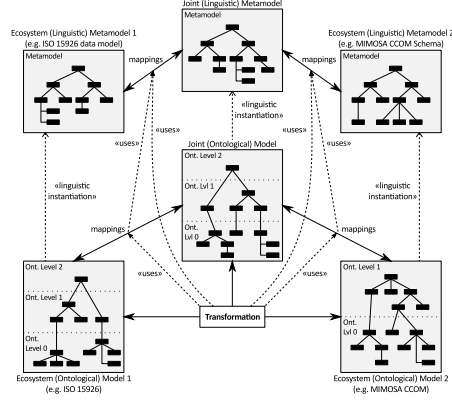 Joint (Linguistic) Metamodel
Metamodel
Ecosystem (Linguistic) Metamodel 1
(e.g. ISO 15926 data model)
Metamodel
Ecosystem (Linguistic) Metamodel 2
(e.g. MIMOSA CCOM Schema)
Metamodel
mappings
mappings
«linguistic
instantiation»
«uses»
«uses»
Joint (Ontological) Model
Ont. Level 2
Ont. Lvl 1
Ont.
Lvl 0
«linguistic
instantiation»
«linguistic
instantiation»
mappings
mappings
«uses»
«uses»
Ont. Level 2
Ont. Level 1
Ont.
Level 0
Ecosystem (Ontological) Model 1
(e.g. ISO 15926)
Transformation
Ont. Level 1
Ont.
Lvl 0
Ecosystem (Ontological) Model 2
(e.g. MIMOSA CCOM)